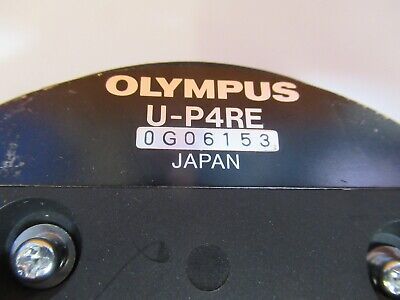 OLYMPUS
U-P4RE
0G06153
JAPAN